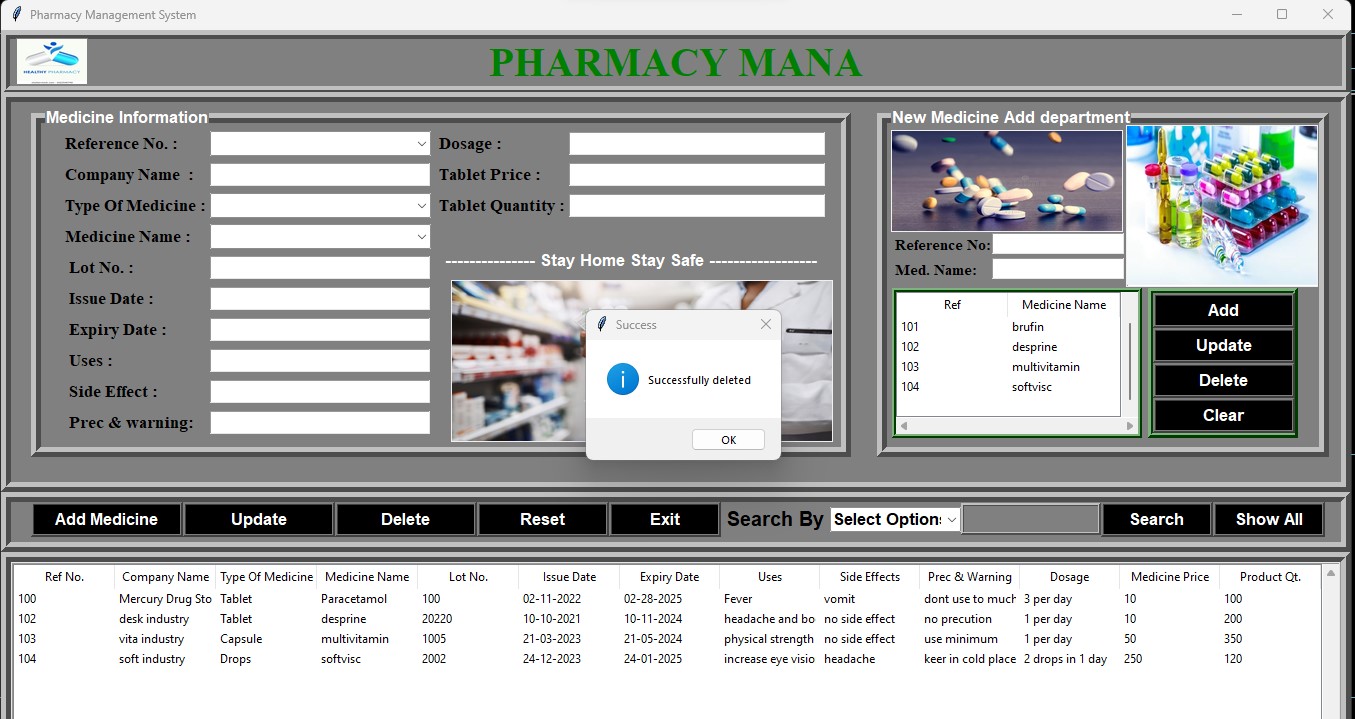 Pharmacy Management System
HEALTHY PHARMACY
PHARMACY MANA
Medicine Information
Reference No. :
Company Name :
Type Of Medicine :
Medicine Name :
Lot No. :
Issue Date :
Expiry Date :
Uses :
Side Effect :
Prec & warning:
Dosage :
Tablet Price :
Tablet Quantity :
--------------- Stay Home Stay Safe ------------------
New Medicine Add department
Reference No:
Med. Name:
Ref Medicine Name
101 brufin
102 desprine
103 multivitamin
104 softvisc
Add
Update
Delete
Clear
Success
Successfully deleted
OK
Add Medicine Update Delete Reset Exit Search By Select Options Search Show All
Ref No. Company Name Type Of Medicine Medicine Name Lot No. Issue Date Expiry Date Uses Side Effects Prec & Warning Dosage Medicine Price Product Qt.
100 Mercury Drug Sto Tablet Paracetamol 100 02-11-2022 02-28-2025 Fever vomit dont use to much 3 per day 10 100
102 desk industry Tablet desprine 20220 10-10-2021 10-11-2024 headache and bo no side effect no precution 1 per day 10 200
103 vita industry Capsule multivitamin 1005 21-03-2023 21-05-2024 physical strength no side effect use minimum 1 per day 50 350
104 soft industry Drops softvisc 2002 24-12-2023 24-01-2025 increase eye visio headache keer in cold place 2 drops in 1 day 250 120